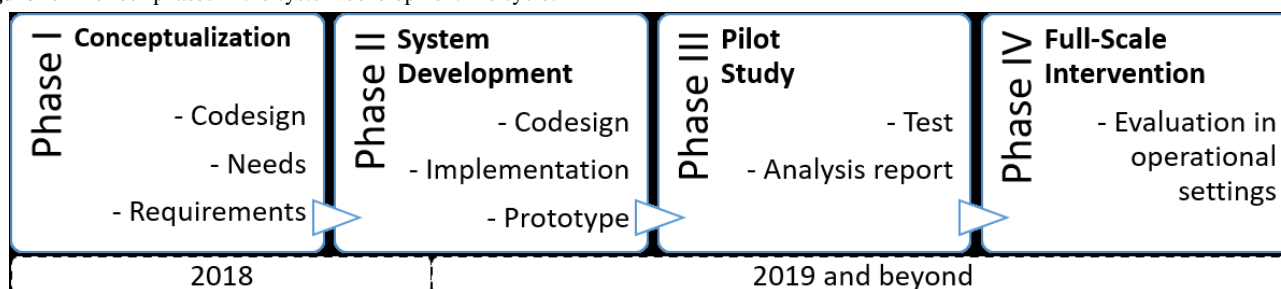 Phase I
Conceptualization
- Codesign
- Needs
- Requirements
Phase II
System
Development
- Codesign
- Implementation
- Prototype
Phase III
Pilot
Study
- Test
- Analysis report
Phase IV
Full-Scale
Intervention
- Evaluation in
operational
settings
2018
2019 and beyond